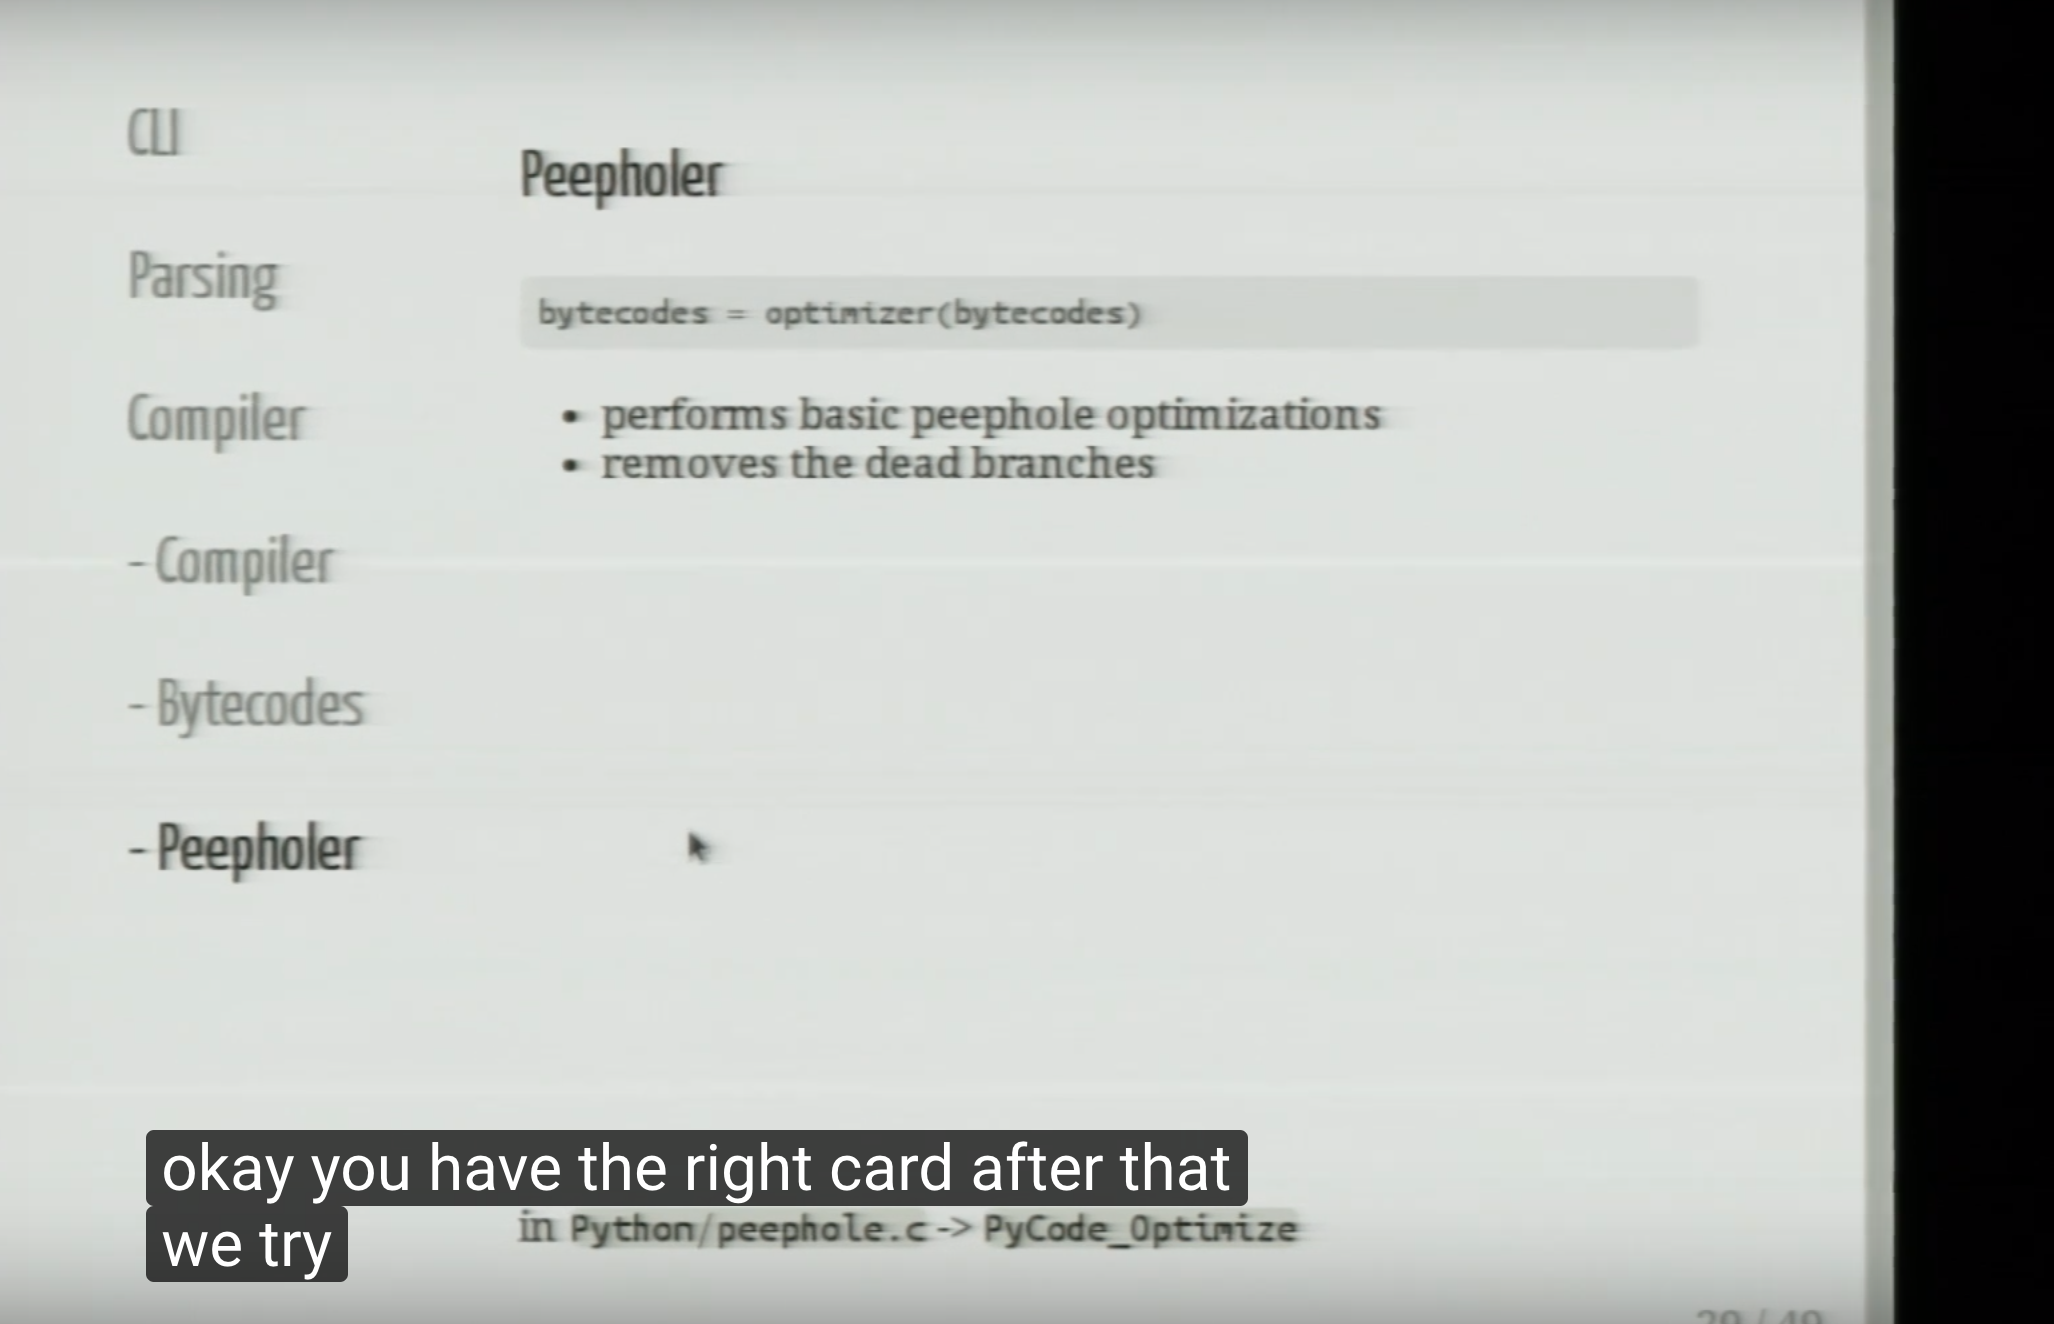 CLI
Parsing
Compiler
- Compiler
- Bytecodes
- Peepholer
Peepholer
bytecodes = optimizer(bytecodes)
• performs basic peephole optimizations
• removes the dead branches
in Python/peephole.c -> PyCode_Optimize
okay you have the right card after that
we try